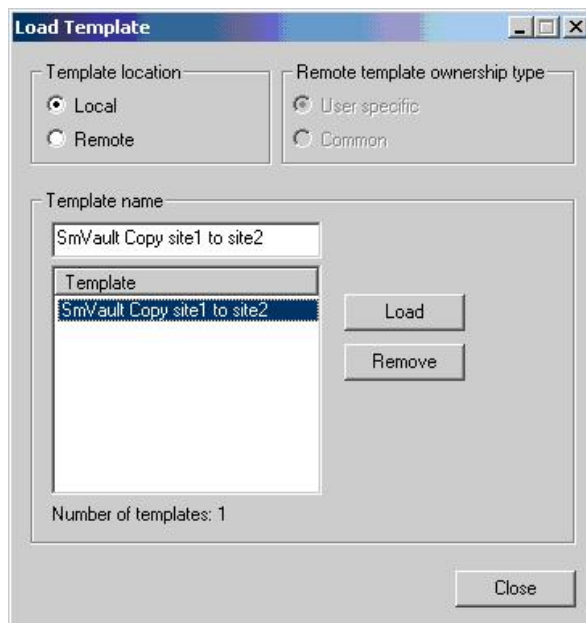 Load Template
Template location
Local
Remote
Remote template ownership type
User specific
Common
Template name
SmVault Copy site1 to site2
Template
SmVault Copy site1 to site2
Load
Remove
Number of templates: 1
Close